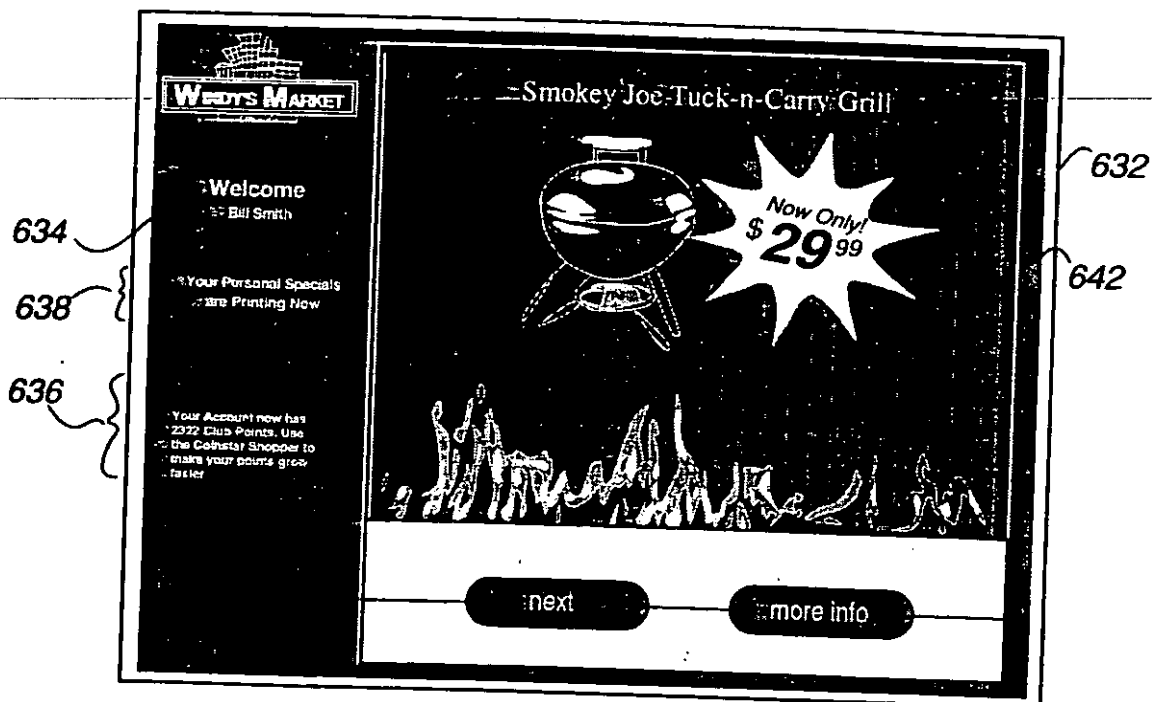 WINDY'S MARKET
Smokey Joe Tuck-n-Carry Grill
632
Welcome
Bill Smith
634
Now Only!
$ 29 99
642
Your Personal Specials
are Printing Now
638
636
Your Account now has
2322 Club Points. Use
the Coinstar Shopper to
make your points grow
faster
next
more info